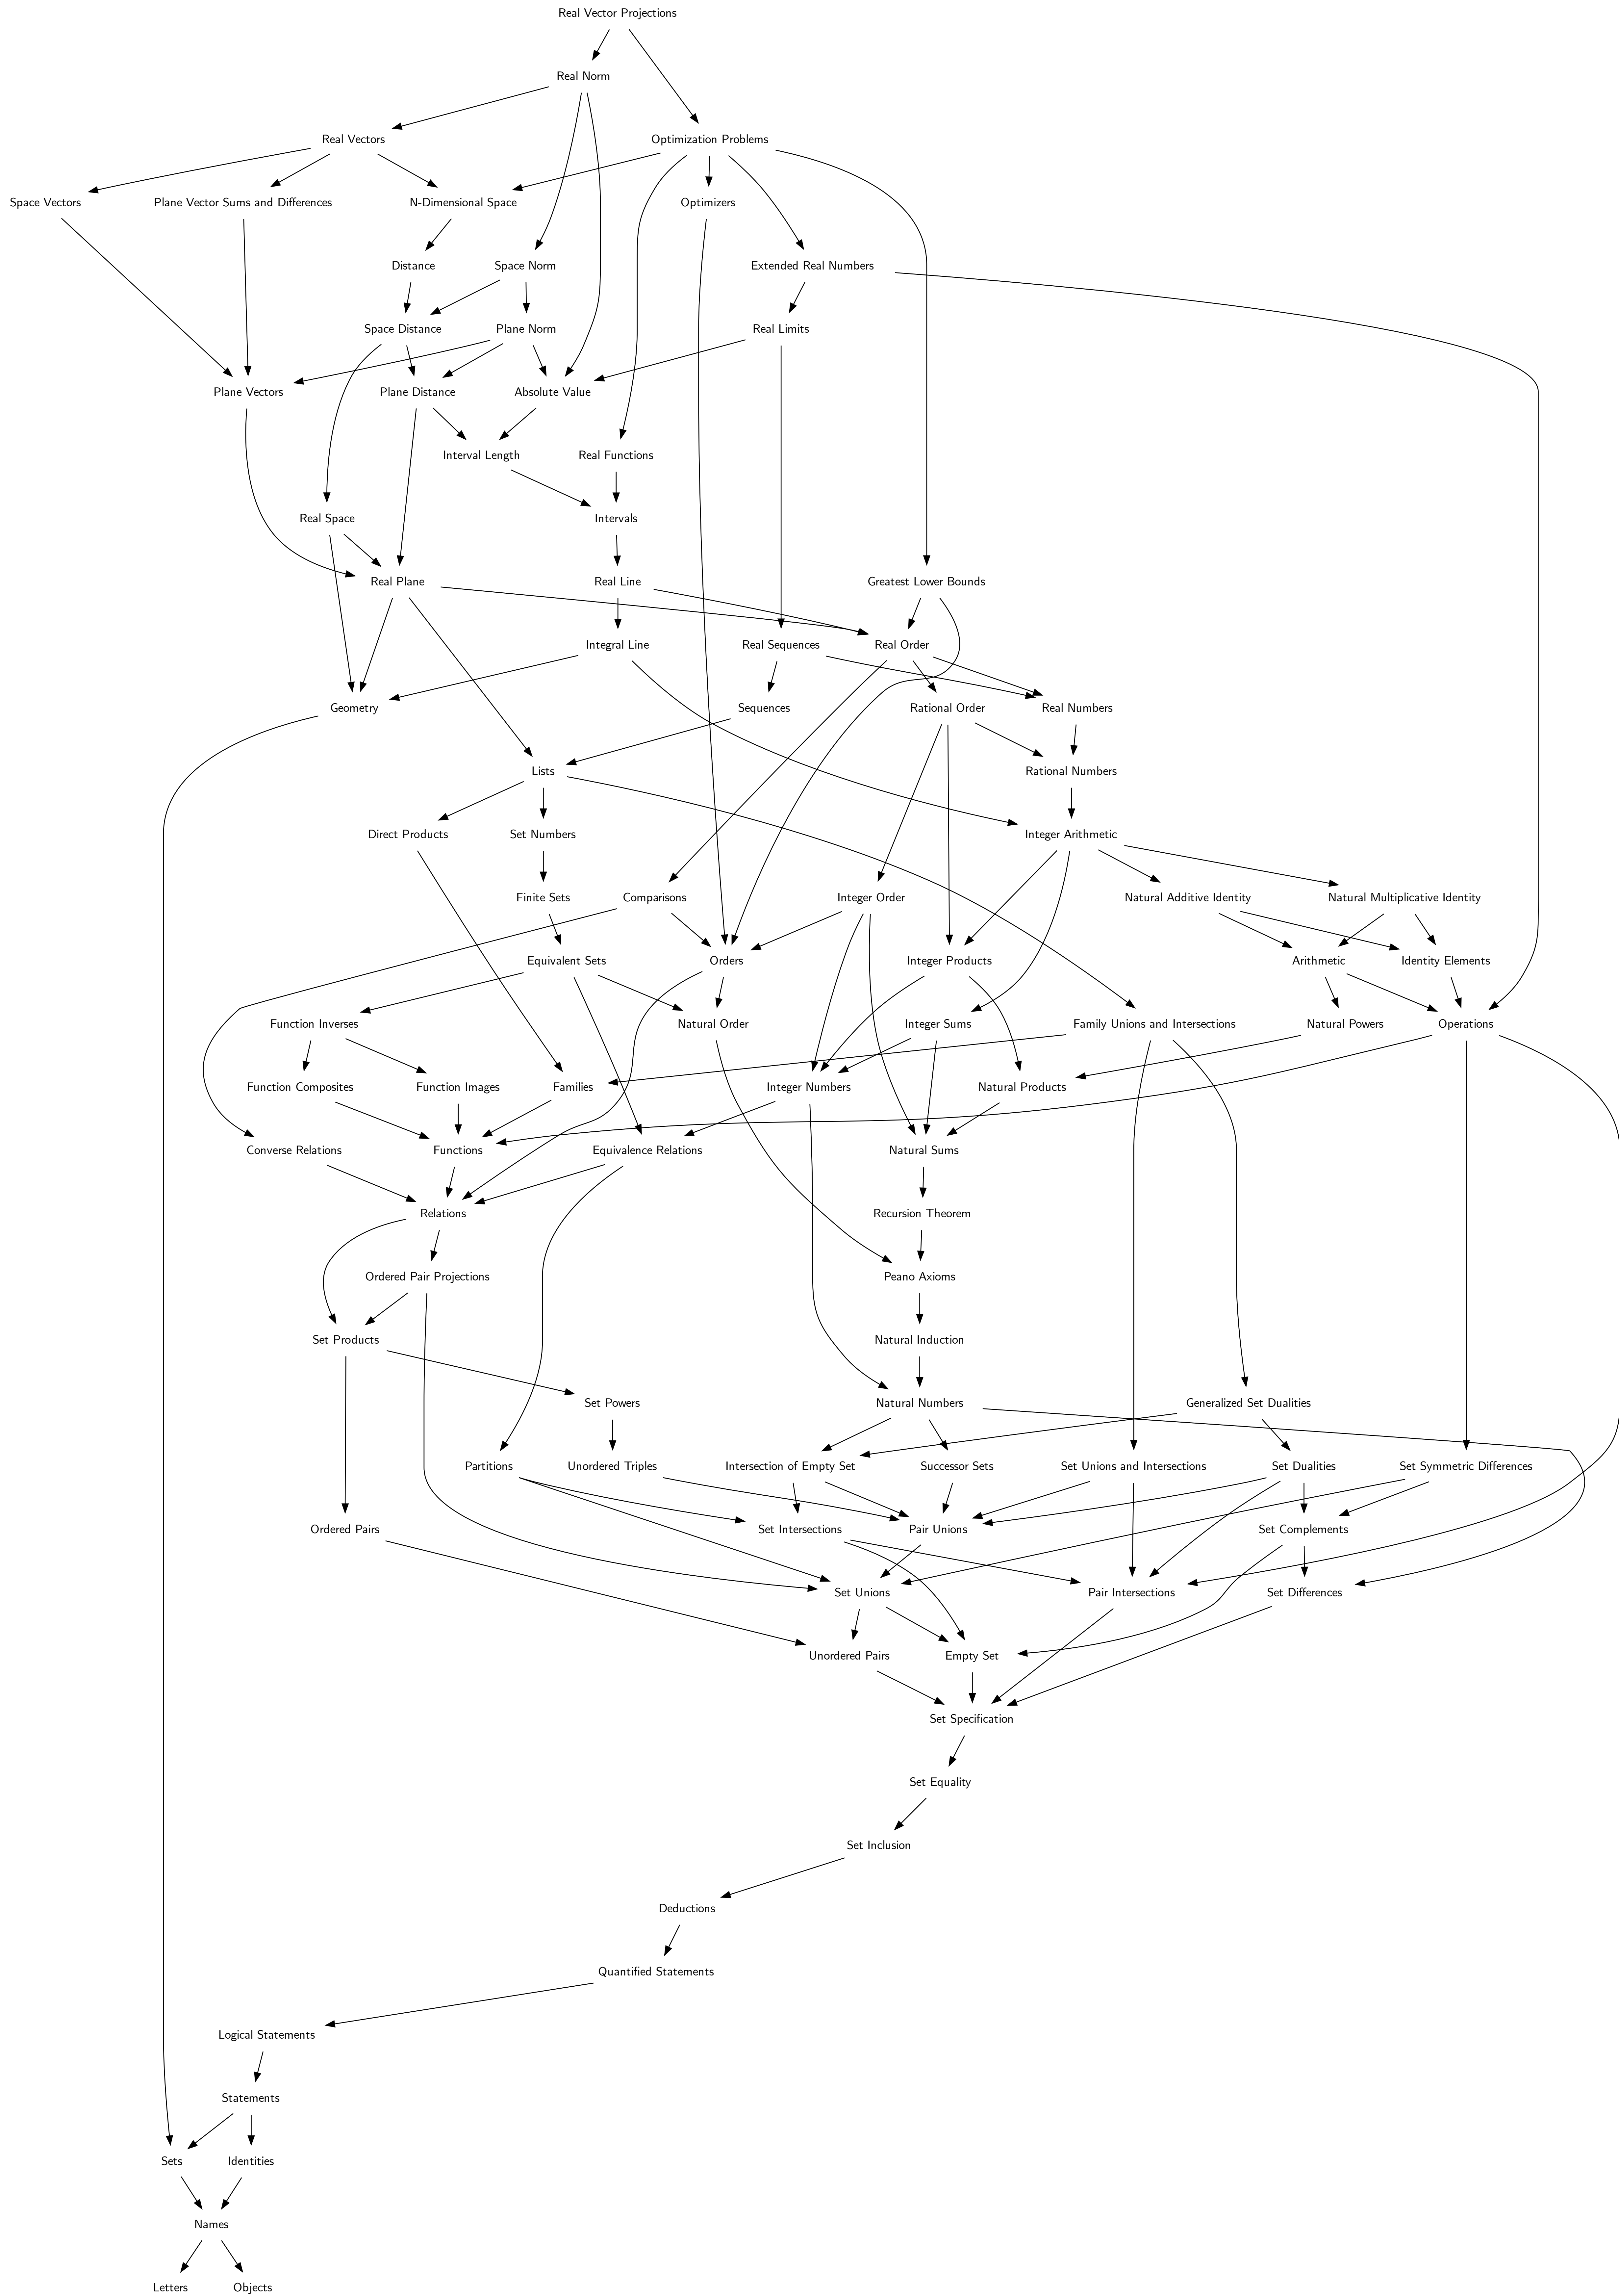 Real Vector Projections
Real Norm
Real Vectors
Optimization Problems
Space Vectors
Plane Vector Sums and Differences
N-Dimensional Space
Optimizers
Distance
Space Norm
Extended Real Numbers
Space Distance
Plane Norm
Real Limits
Plane Vectors
Plane Distance
Absolute Value
Interval Length
Real Functions
Real Space
Intervals
Real Plane
Real Line
Greatest Lower Bounds
Integral Line
Real Sequences
Real Order
Geometry
Sequences
Rational Order
Real Numbers
Lists
Rational Numbers
Direct Products
Set Numbers
Integer Arithmetic
Finite Sets
Comparisons
Integer Order
Natural Additive Identity
Natural Multiplicative Identity
Equivalent Sets
Orders
Integer Products
Arithmetic
Identity Elements
Function Inverses
Natural Order
Integer Sums
Family Unions and Intersections
Natural Powers
Operations
Function Composites
Function Images
Families
Integer Numbers
Natural Products
Converse Relations
Functions
Equivalence Relations
Natural Sums
Relations
Recursion Theorem
Ordered Pair Projections
Peano Axioms
Set Products
Natural Induction
Set Powers
Natural Numbers
Generalized Set Dualities
Partitions
Unordered Triples
Intersection of Empty Set
Successor Sets
Set Unions and Intersections
Set Dualities
Set Symmetric Differences
Ordered Pairs
Set Intersections
Pair Unions
Set Complements
Set Unions
Pair Intersections
Set Differences
Unordered Pairs
Empty Set
Set Specification
Set Equality
Set Inclusion
Deductions
Quantified Statements
Logical Statements
Statements
Sets
Identities
Names
Letters
Objects